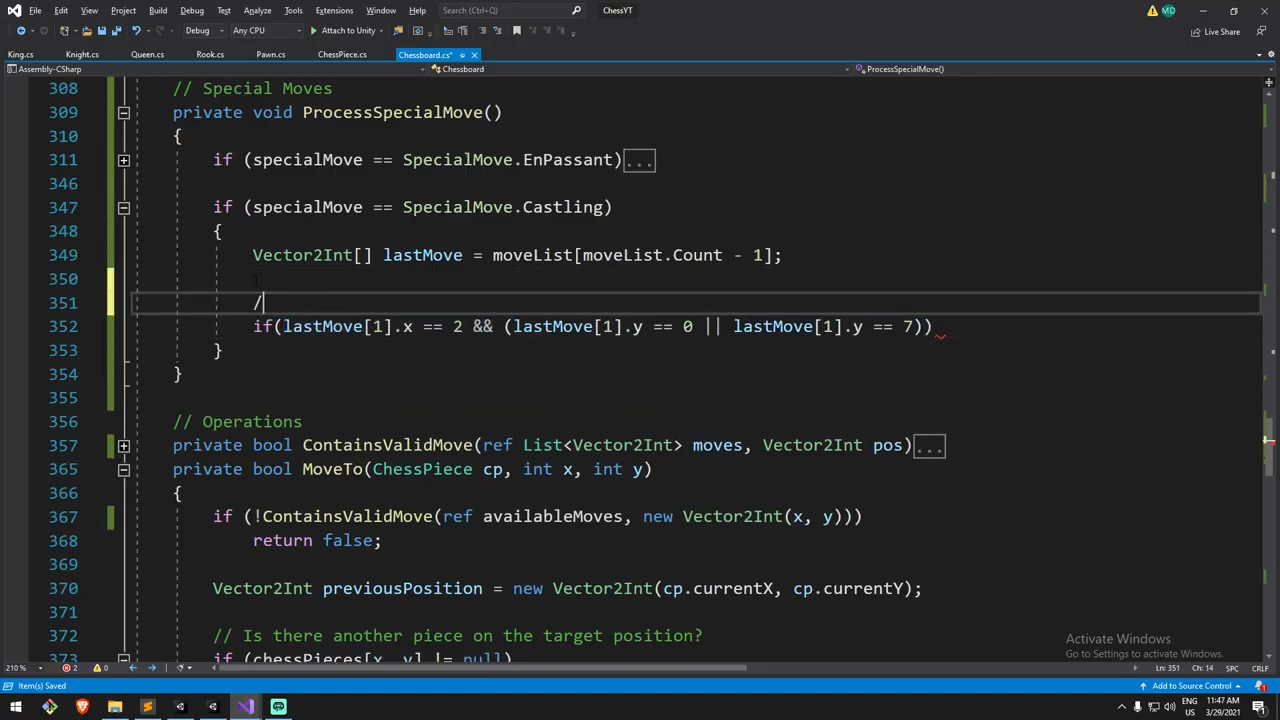 File Edit View Project Build Debug Test Analyze Tools Extensions Window Help Search (Ctrl+Q) ChessYT MD
Debug Any CPU Attach to Unity Live Share
King.cs Knight.cs Queen.cs Rook.cs Pawn.cs ChessPiece.cs Chessboard.cs*
Assembly-CSharp Chessboard ProcessSpecialMove()
308 // Special Moves
309 private void ProcessSpecialMove()
310 {
311 if (specialMove == SpecialMove.EnPassant)...
346
347 if (specialMove == SpecialMove.Castling)
348 {
349 Vector2Int[] lastMove = moveList[moveList.Count - 1];
350
351 /
352 if(lastMove[1].x == 2 && (lastMove[1].y == 0 || lastMove[1].y == 7))
353 }
354 }
355
356 // Operations
357 private bool ContainsValidMove(ref List<Vector2Int> moves, Vector2Int pos)...
365 private bool MoveTo(ChessPiece cp, int x, int y)
366 {
367 if (!ContainsValidMove(ref availableMoves, new Vector2Int(x, y)))
368 return false;
369
370 Vector2Int previousPosition = new Vector2Int(cp.currentX, cp.currentY);
371
372 // Is there another piece on the target position?
373 if (chessPieces[x, y] != null)
Activate Windows
Go to Settings to activate Windows.
210 % 2 0 Ln: 351 Ch: 14 SPC CRLF
Item(s) Saved Add to Source Control 1
ENG 11:47 AM
US 3/29/2021 1